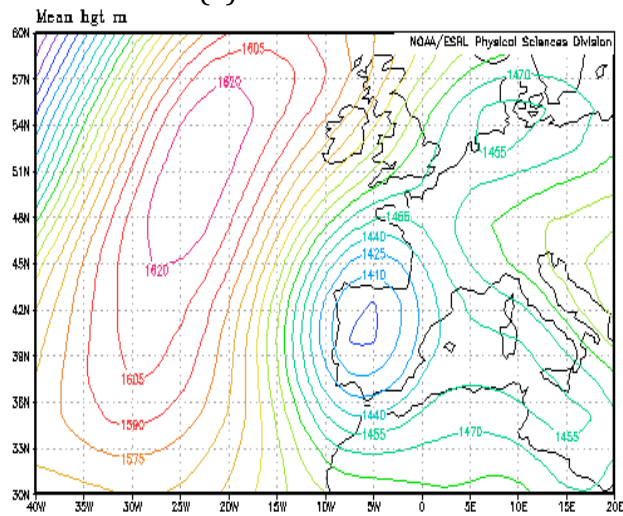 Mean hgt m
NOAA/ESRL Physical Sciences Division
60N
57N
54N
51N
48N
45N
42N
39N
36N
33N
30N
1605
1620
1470
1455
1455
1440
1425
1410
1620
1605
1590
1575
1440
1455
1470
1455
40W 35W 30W 25W 20W 15W 10W 5W 0 5E 10E 15E 20E